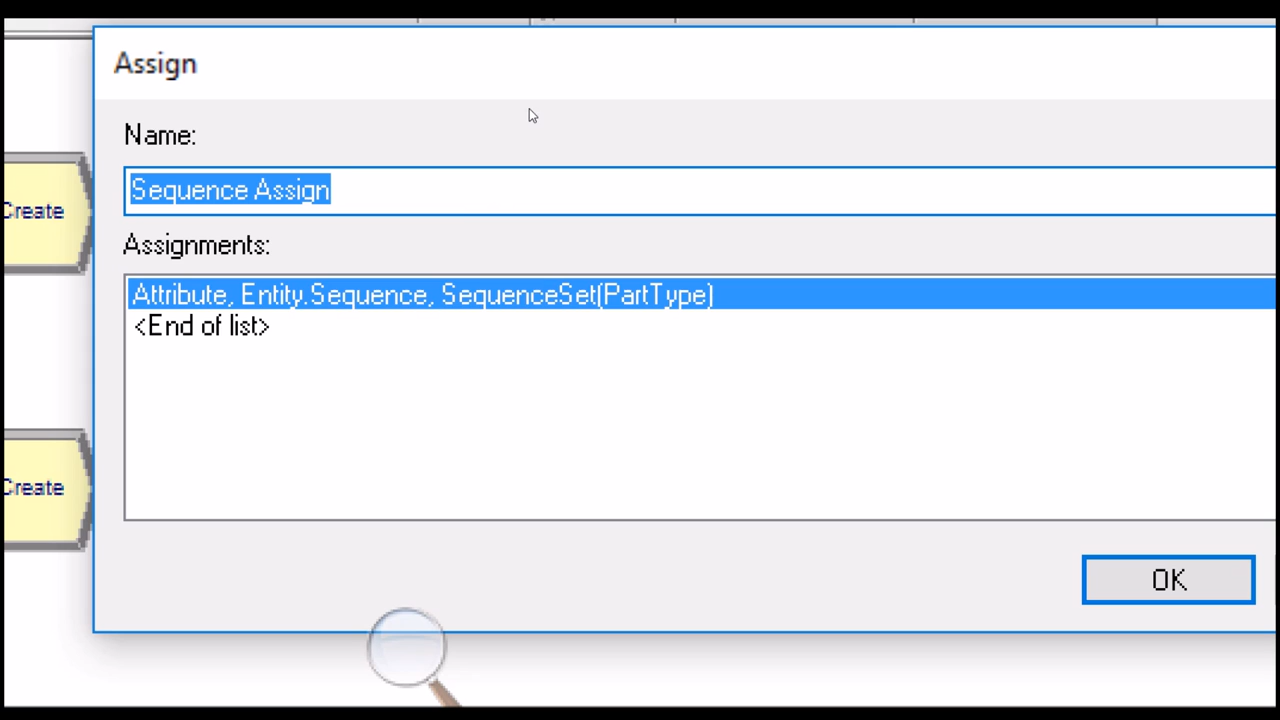 Assign
Name:
Sequence Assign
Create
Assignments:
Attribute, Entity.Sequence, SequenceSet(PartType)
<End of list>
Create
OK